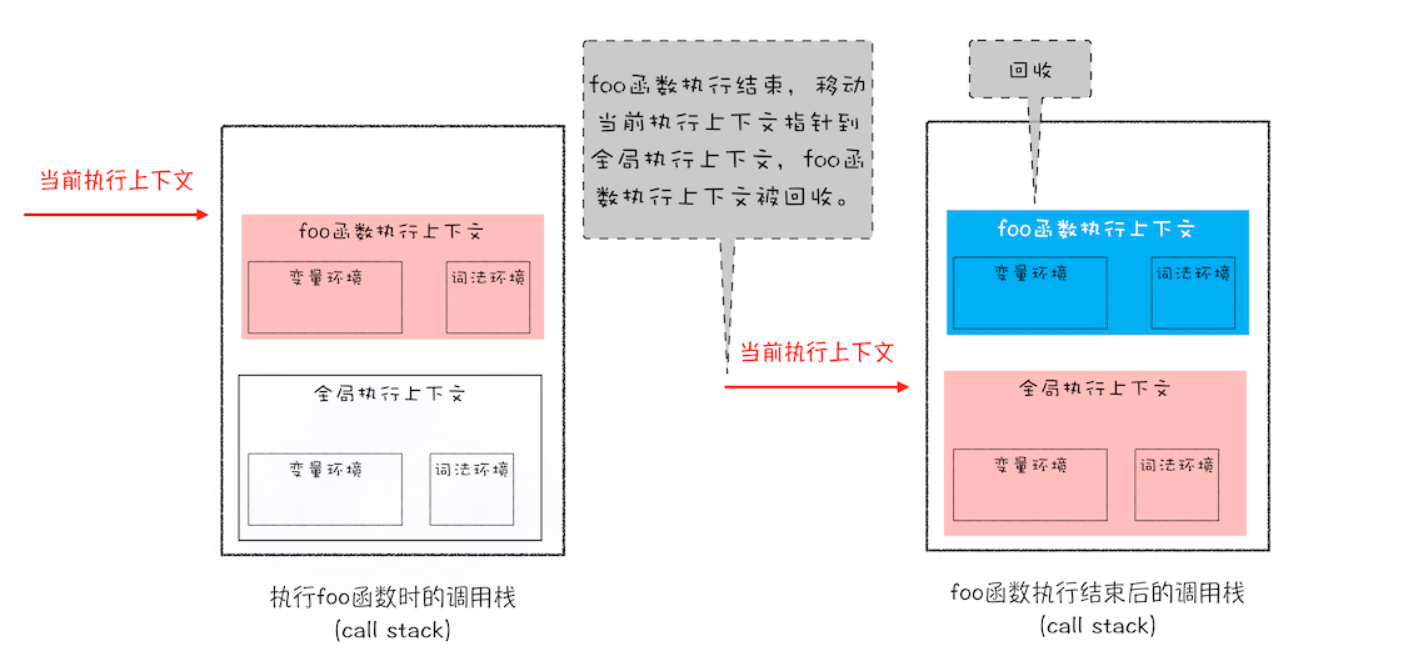 当前执行上下文
foo函数执行上下文
变量环境
词法环境
全局执行上下文
变量环境
词法环境
执行foo函数时的调用栈
(call stack)
foo函数执行结束，移动
当前执行上下文指针到
全局执行上下文，foo函
数执行上下文被回收。
当前执行上下文
回收
foo函数执行上下文
变量环境
词法环境
全局执行上下文
变量环境
词法环境
foo函数执行结束后的调用栈
(call stack)